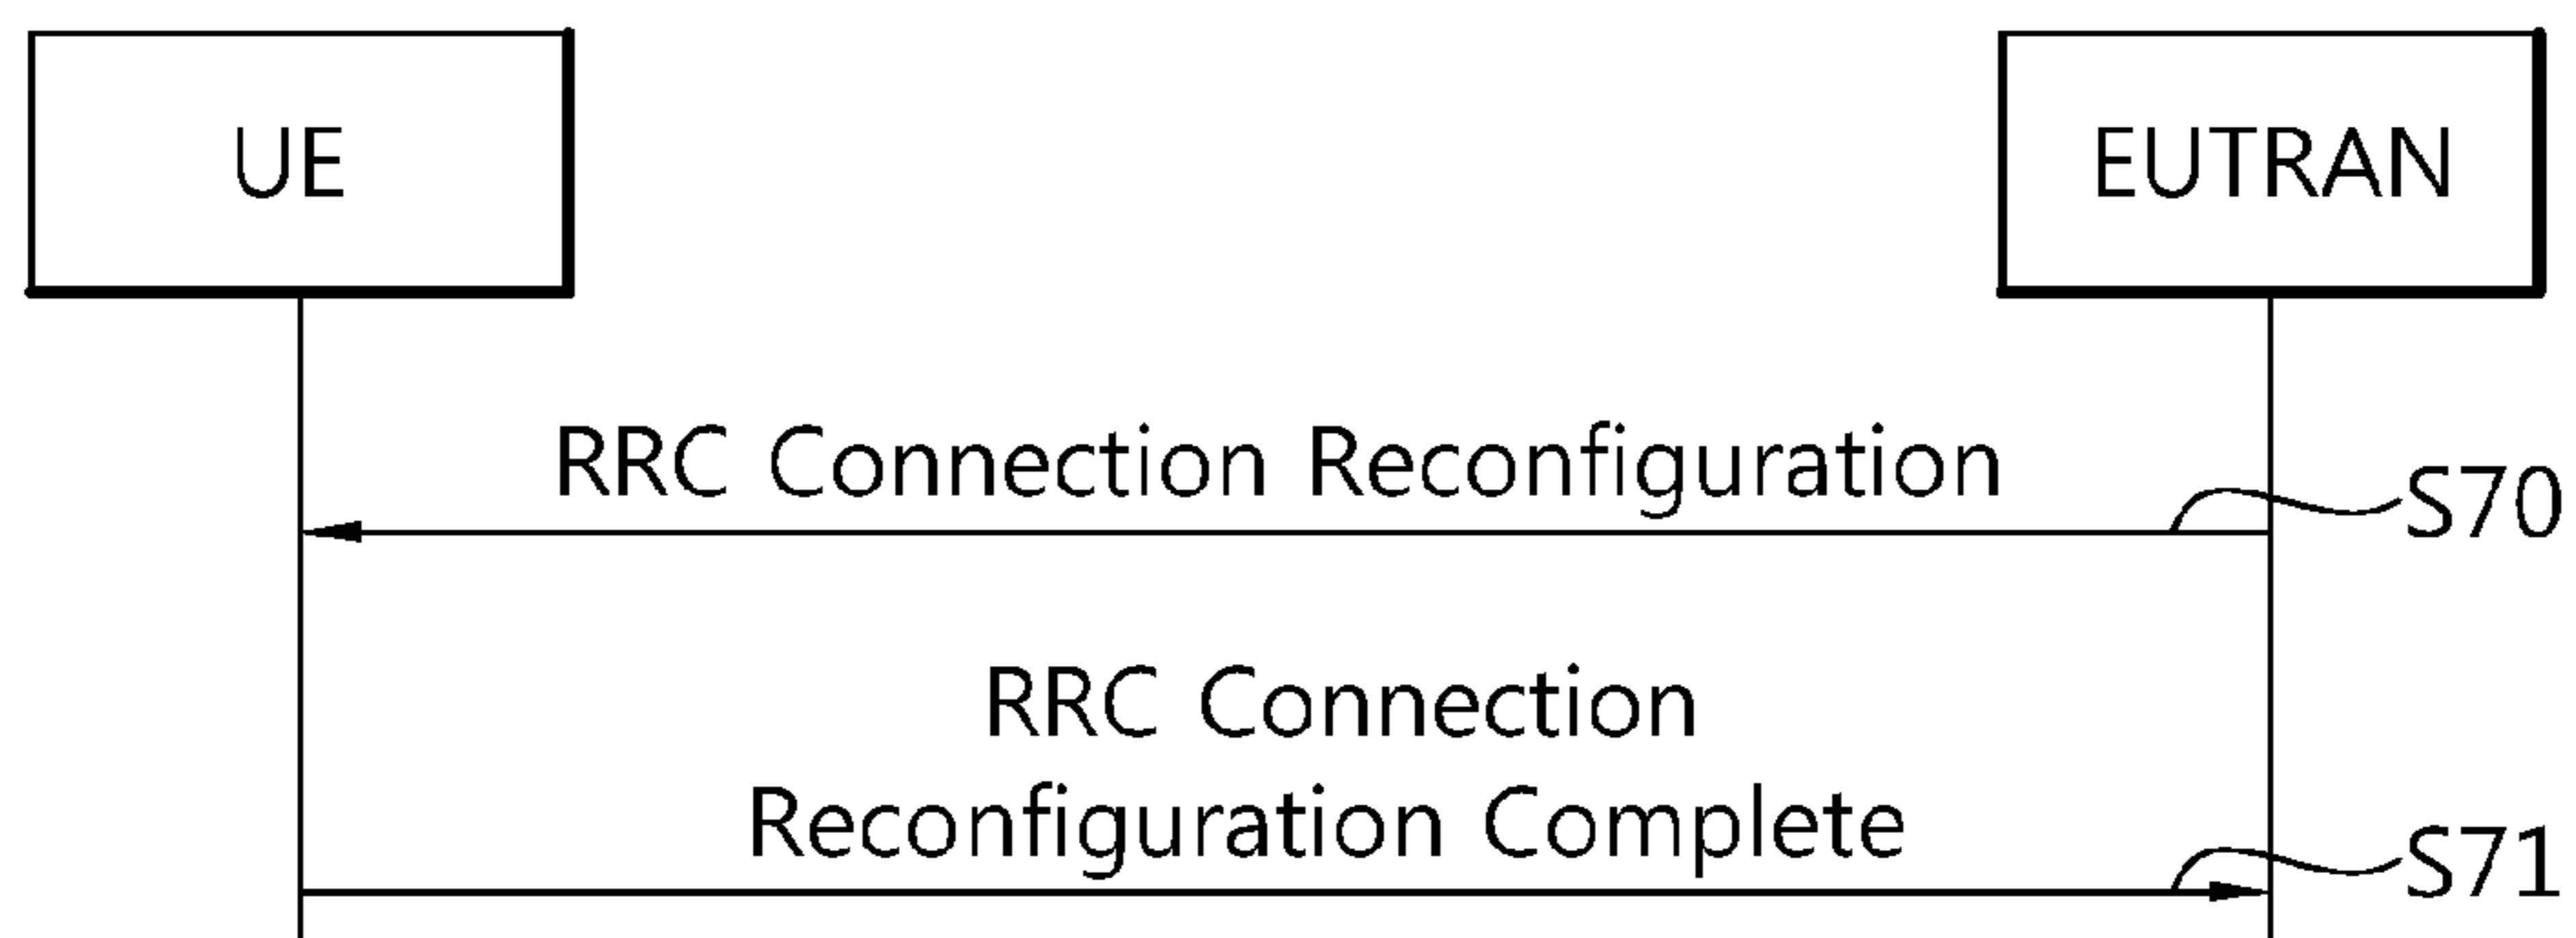 UE
EUTRAN
RRC Connection Reconfiguration
S70
RRC Connection
Reconfiguration Complete
S71